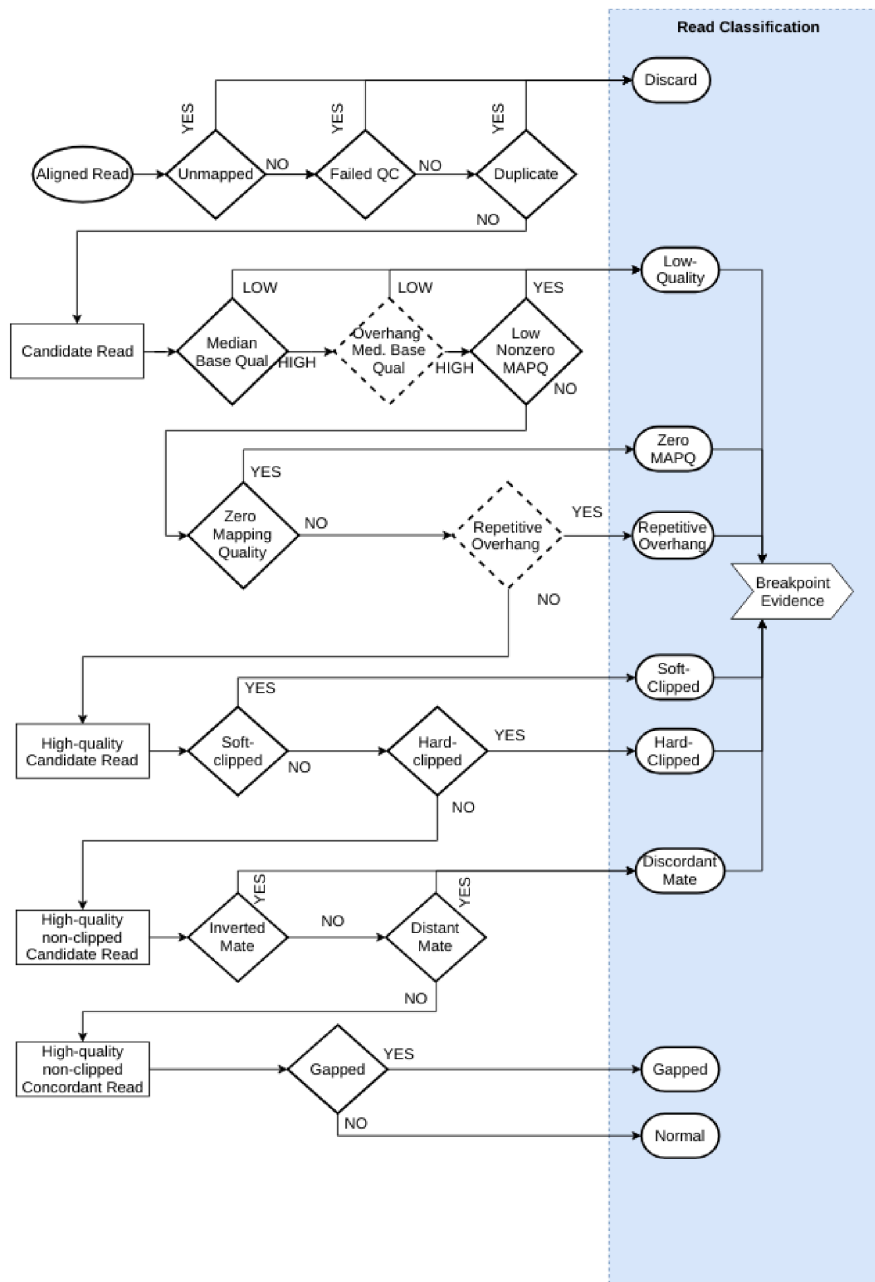 Read Classification
Discard
YES
YES
YES
Aligned Read
Unmapped
NO
Failed QC
NO
Duplicate
NO
Low-
Quality
LOW
LOW
YES
Candidate Read
Median
Base Qual
HIGH
Overhang
Med. Base
Qual
HIGH
Low
Nonzero
MAPQ
NO
Zero
MAPQ
YES
Zero
Mapping
Quality
NO
Repetitive
Overhang
YES
Repetitive
Overhang
NO
Breakpoint
Evidence
Soft-
Clipped
YES
High-quality
Candidate Read
Soft-
clipped
NO
Hard-
clipped
YES
Hard-
Clipped
NO
Discordant
Mate
YES
YES
High-quality
non-clipped
Candidate Read
Inverted
Mate
NO
Distant
Mate
NO
High-quality
non-clipped
Concordant Read
Gapped
YES
Gapped
NO
Normal